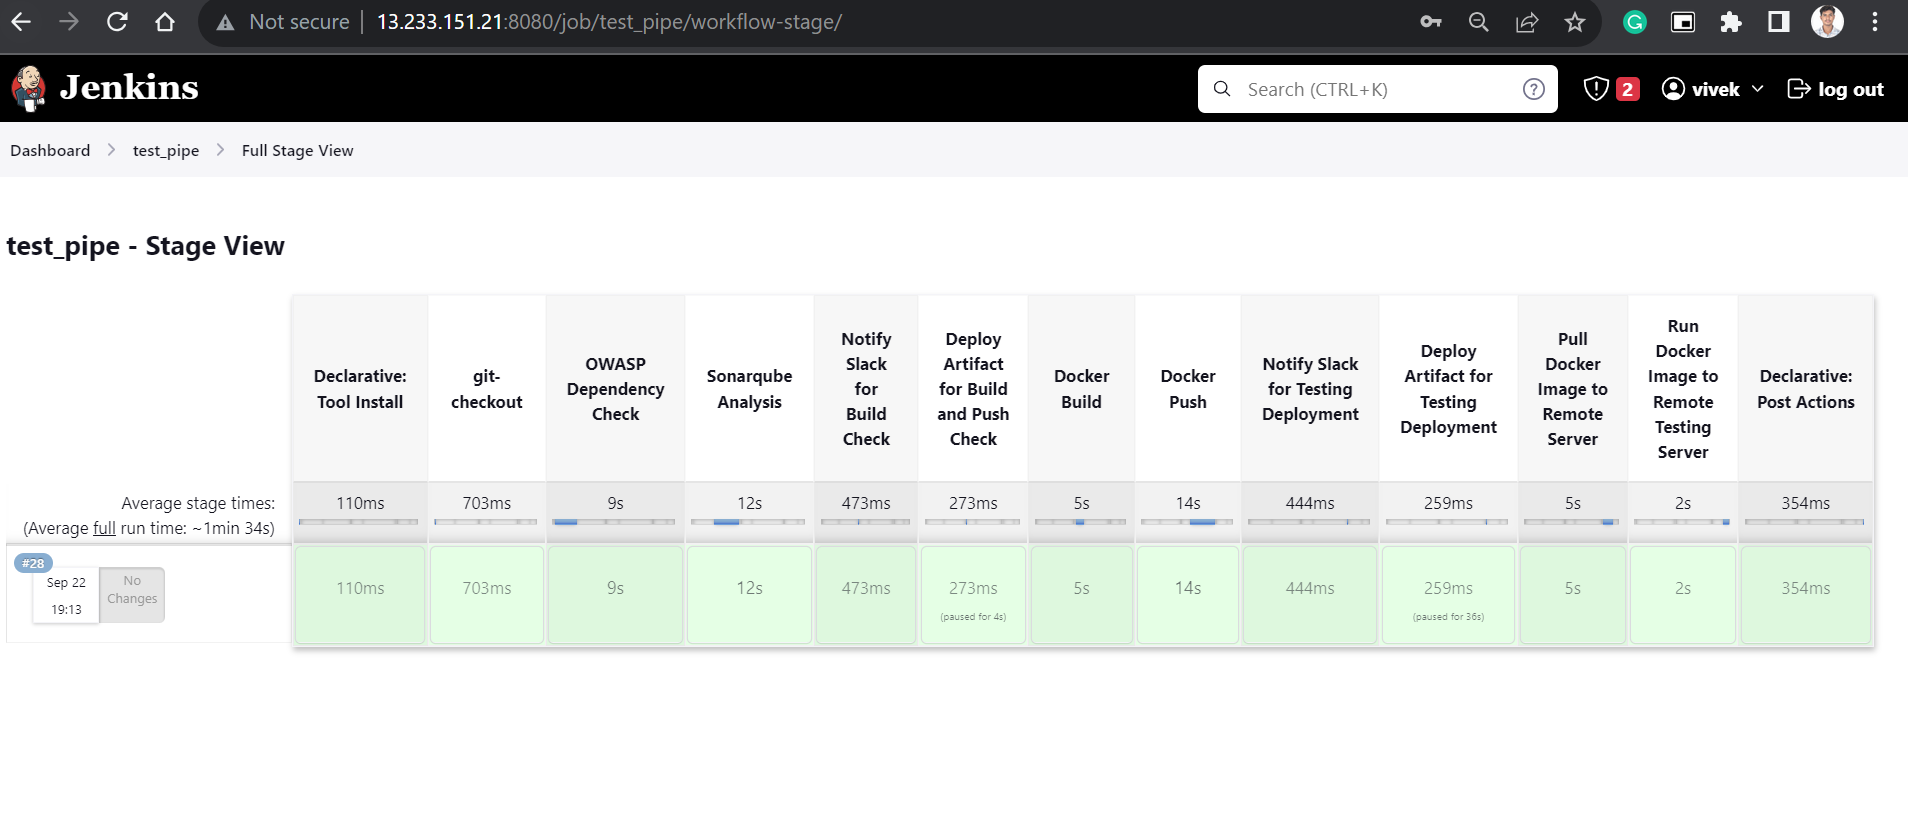 Not secure | 13.233.151.21:8080/job/test_pipe/workflow-stage/
Jenkins
Search (CTRL+K)
?
2
vivek
log out
Dashboard
test_pipe
Full Stage View
test_pipe - Stage View
Declarative:
Tool Install
git-
checkout
OWASP
Dependency
Check
Sonarqube
Analysis
Notify
Slack
for
Build
Check
Deploy
Artifact
for Build
and Push
Check
Docker
Build
Docker
Push
Notify Slack
for Testing
Deployment
Deploy
Artifact for
Testing
Deployment
Pull
Docker
Image to
Remote
Server
Run
Docker
Image to
Remote
Testing
Server
Declarative:
Post Actions
Average stage times:
(Average full run time: ~1min 34s)
110ms
703ms
9s
12s
473ms
273ms
5s
14s
444ms
259ms
5s
2s
354ms
#28
Sep 22
19:13
No
Changes
110ms
703ms
9s
12s
473ms
273ms
(paused for 4s)
5s
14s
444ms
259ms
(paused for 36s)
5s
2s
354ms